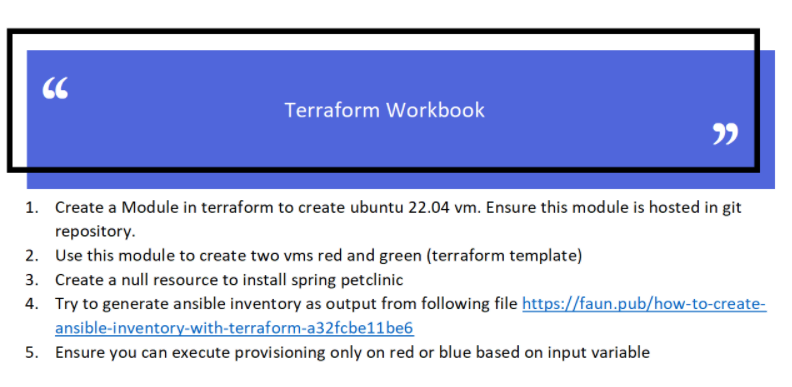 “
Terraform Workbook
”
1. Create a Module in terraform to create ubuntu 22.04 vm. Ensure this module is hosted in git
repository.
2. Use this module to create two vms red and green (terraform template)
3. Create a null resource to install spring petclinic
4. Try to generate ansible inventory as output from following file https://faun.pub/how-to-create-
ansible-inventory-with-terraform-a32fcbe11be6
5. Ensure you can execute provisioning only on red or blue based on input variable